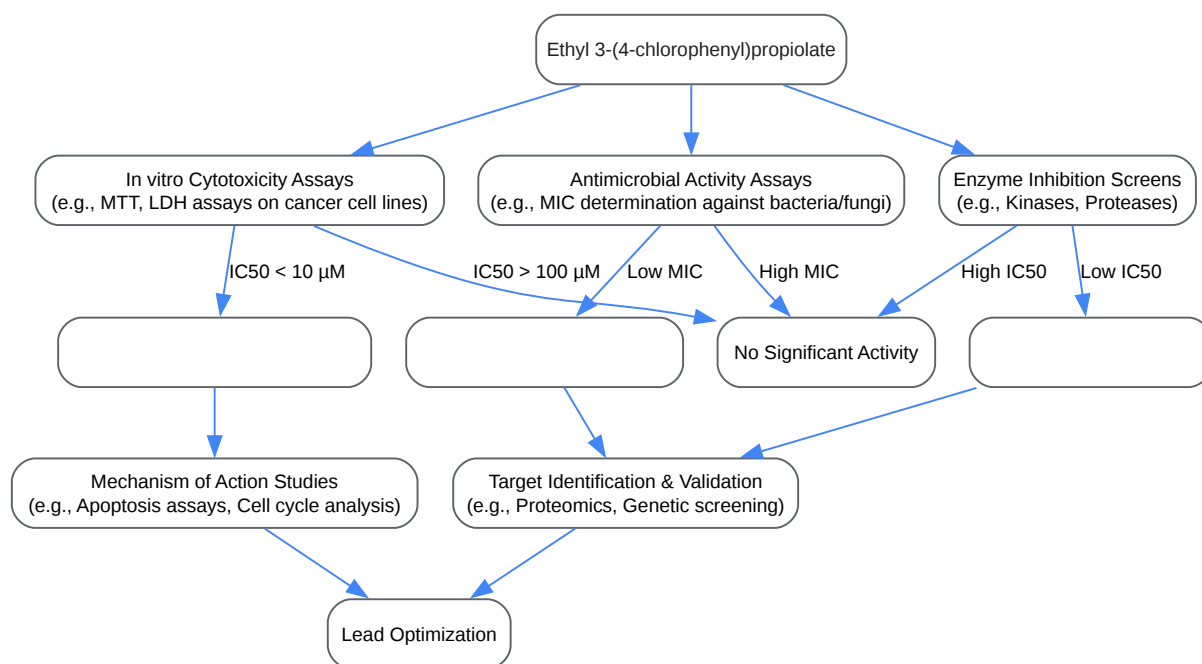 Ethyl 3-(4-chlorophenyl)propiolate
In vitro Cytotoxicity Assays
(e.g., MTT, LDH assays on cancer cell lines)
Antimicrobial Activity Assays
(e.g., MIC determination against bacteria/fungi)
Enzyme Inhibition Screens
(e.g., Kinases, Proteases)
IC50 < 10 µM
IC50 > 100 µM
Low MIC
High MIC
High IC50
Low IC50
No Significant Activity
Mechanism of Action Studies
(e.g., Apoptosis assays, Cell cycle analysis)
Target Identification & Validation
(e.g., Proteomics, Genetic screening)
Lead Optimization